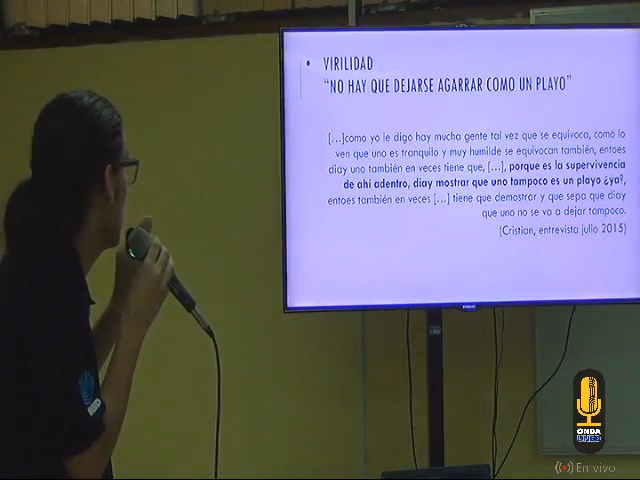 • VIRILIDAD
“NO HAY QUE DEJARSE AGARRAR COMO UN PLAYO”
[…]como yo le digo hay mucha gente tal vez que se equivoca, como lo
ven que uno es tranquilo y muy humilde se equivocan también, entoes
diay uno también en veces tiene que, […], porque es la supervivencia
de ahí adentro, diay mostrar que uno tampoco es un playo ¿ya?,
entoes también en veces […] tiene que demostrar y que sepa que diay
que uno no se va a dejar tampoco.
(Cristian, entrevista julio 2015)
SAMSUNG
ONDA
UNED
En vivo